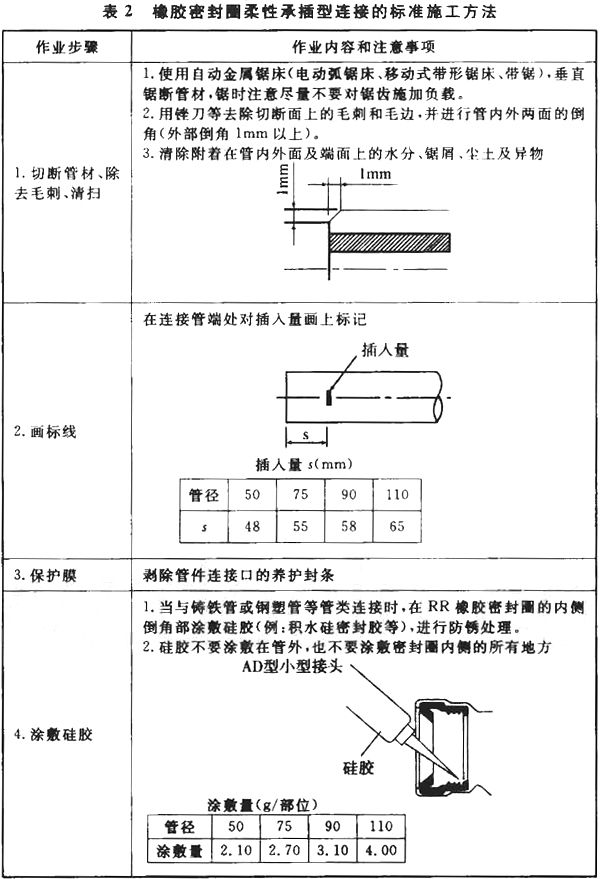 表 2 橡胶密封圈柔性承插型连接的标准施工方法
作业步骤
作业内容和注意事项
1. 切断管材、除
去毛刺、清扫
1. 使用自动金属锯床(电动弧锯床、移动式带形锯床、带锯),垂直
锯断管材,锯时注意尽量不要对锯齿施加负载。
2. 用锉刀等去除切断面上的毛刺和毛边,并进行管内外两面的倒
角(外部倒角 1mm 以上)。
3. 清除附着在管内外面及端面上的水分、锯屑、尘土及异物
1mm
1mm
2. 画标线
在连接管端处对插入量画上标记
插入量
s
插入量 s(mm)
管径 50 75 90 110
s 48 55 58 65
3. 保护膜
剥除管件连接口的养护封条
4. 涂敷硅胶
1. 当与铸铁管或钢塑管等管类连接时,在 RR 橡胶密封圈的内侧
倒角部涂敷硅胶(例:积水硅密封胶等),进行防锈处理。
2. 硅胶不要涂敷在管外,也不要涂敷密封圈内侧的所有地方
AD型小型接头
硅胶
涂敷量(g/部位)
管径 50 75 90 110
涂敷量 2.10 2.70 3.10 4.00